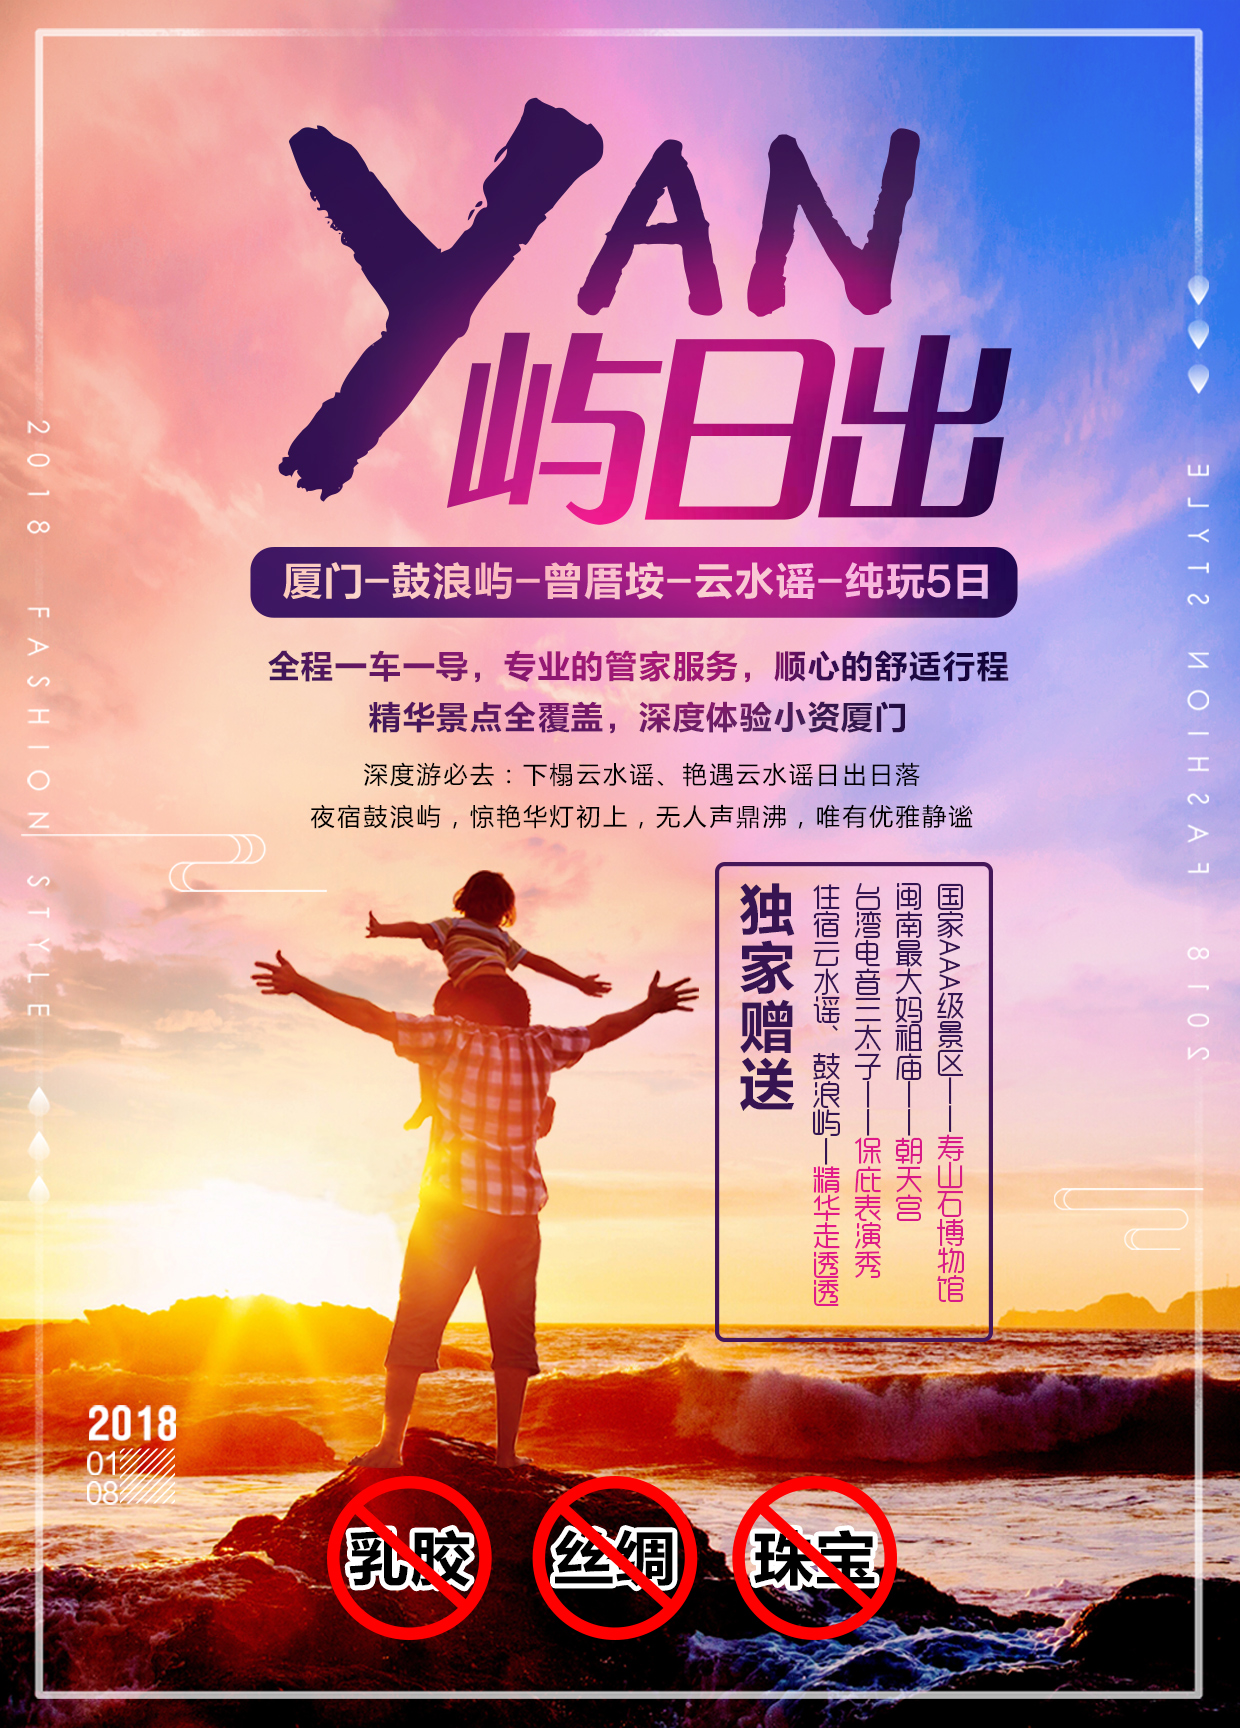 YAN
屿日出
厦门-鼓浪屿-曾厝垵-云水谣-纯玩5日
全程一车一导，专业的管家服务，顺心的舒适行程
精华景点全覆盖，深度体验小资厦门
深度游必去：下榻云水谣、艳遇云水谣日出日落
夜宿鼓浪屿，惊艳华灯初上，无人声鼎沸，唯有优雅静谧
独家赠送
国家AAA级景区——寿山石博物馆
闽南最大妈祖庙——朝天宫
台湾电音三太子——保庇表演秀
住宿云水谣、鼓浪屿—精华走透透
2018 FASHION STYLE
2018 FASHION STYLE
2018
01
08
乳胶
丝绸
珠宝